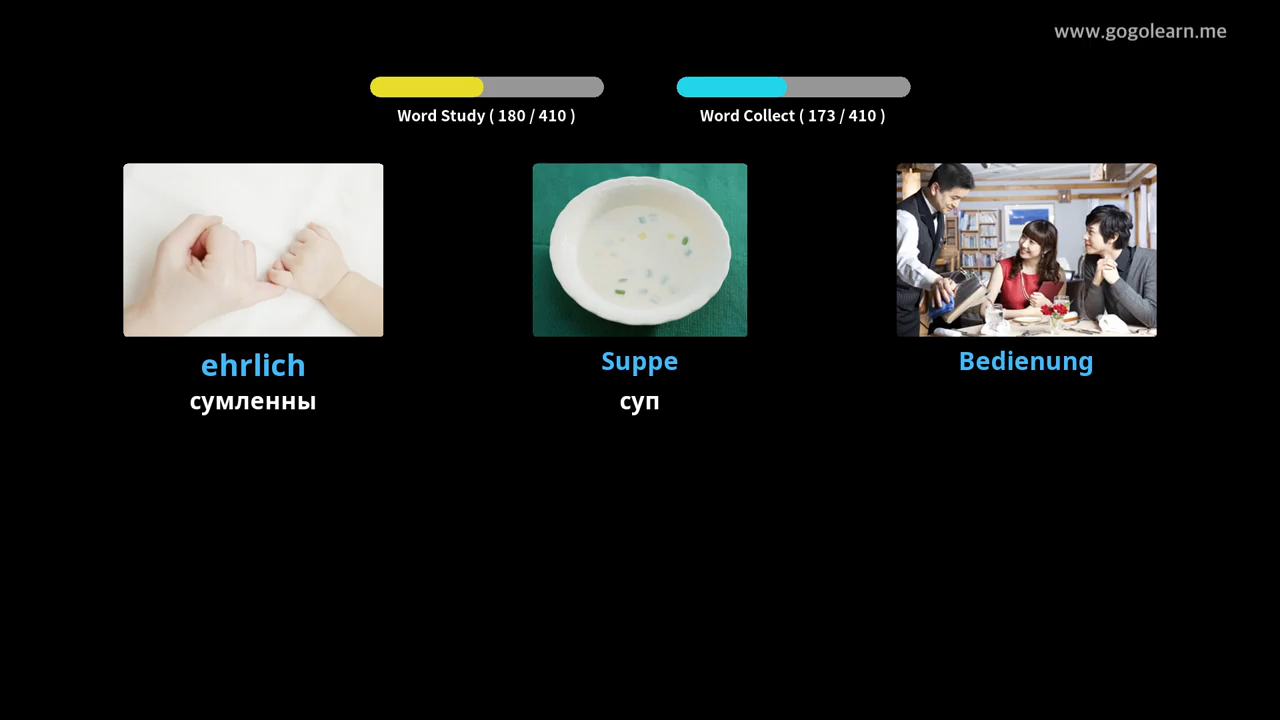 www.gogolearn.me
Word Study ( 180 / 410 )
Word Collect ( 173 / 410 )
ehrlich
сумленны
Suppe
суп
Bedienung